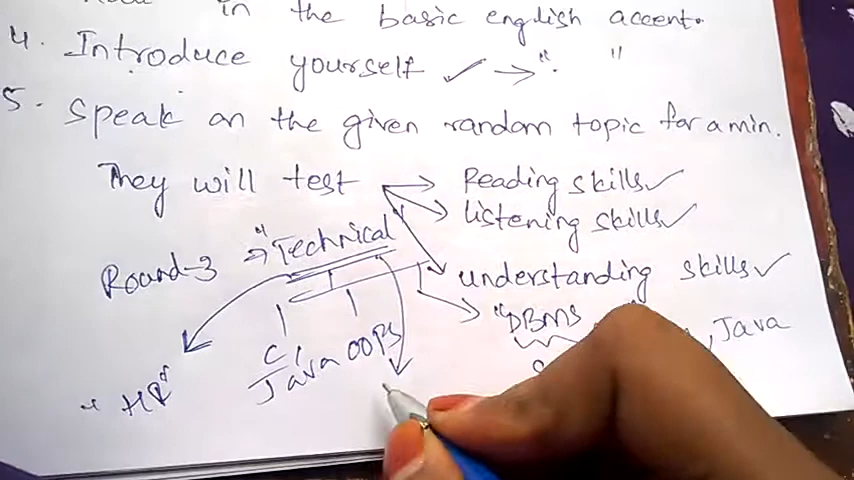 in the basic english accent.
4. Introduce yourself ✓ → " "
5. Speak on the given random topic for a min.
They will test → Reading skills ✓
→ listening skills ✓
→ understanding skills ✓
Round-3 ⇒ "Technical
"DBMS , Java
C Java OOPS
Java
" HR"